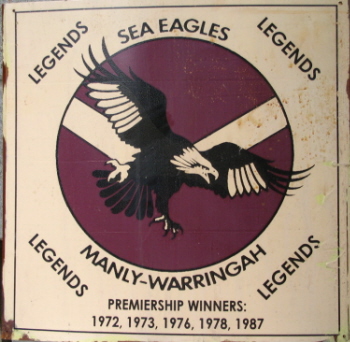 LEGENDS
SEA EAGLES
LEGENDS
LEGENDS
MANLY-WARRINGAH
LEGENDS
PREMIERSHIP WINNERS:
1972, 1973, 1976, 1978, 1987